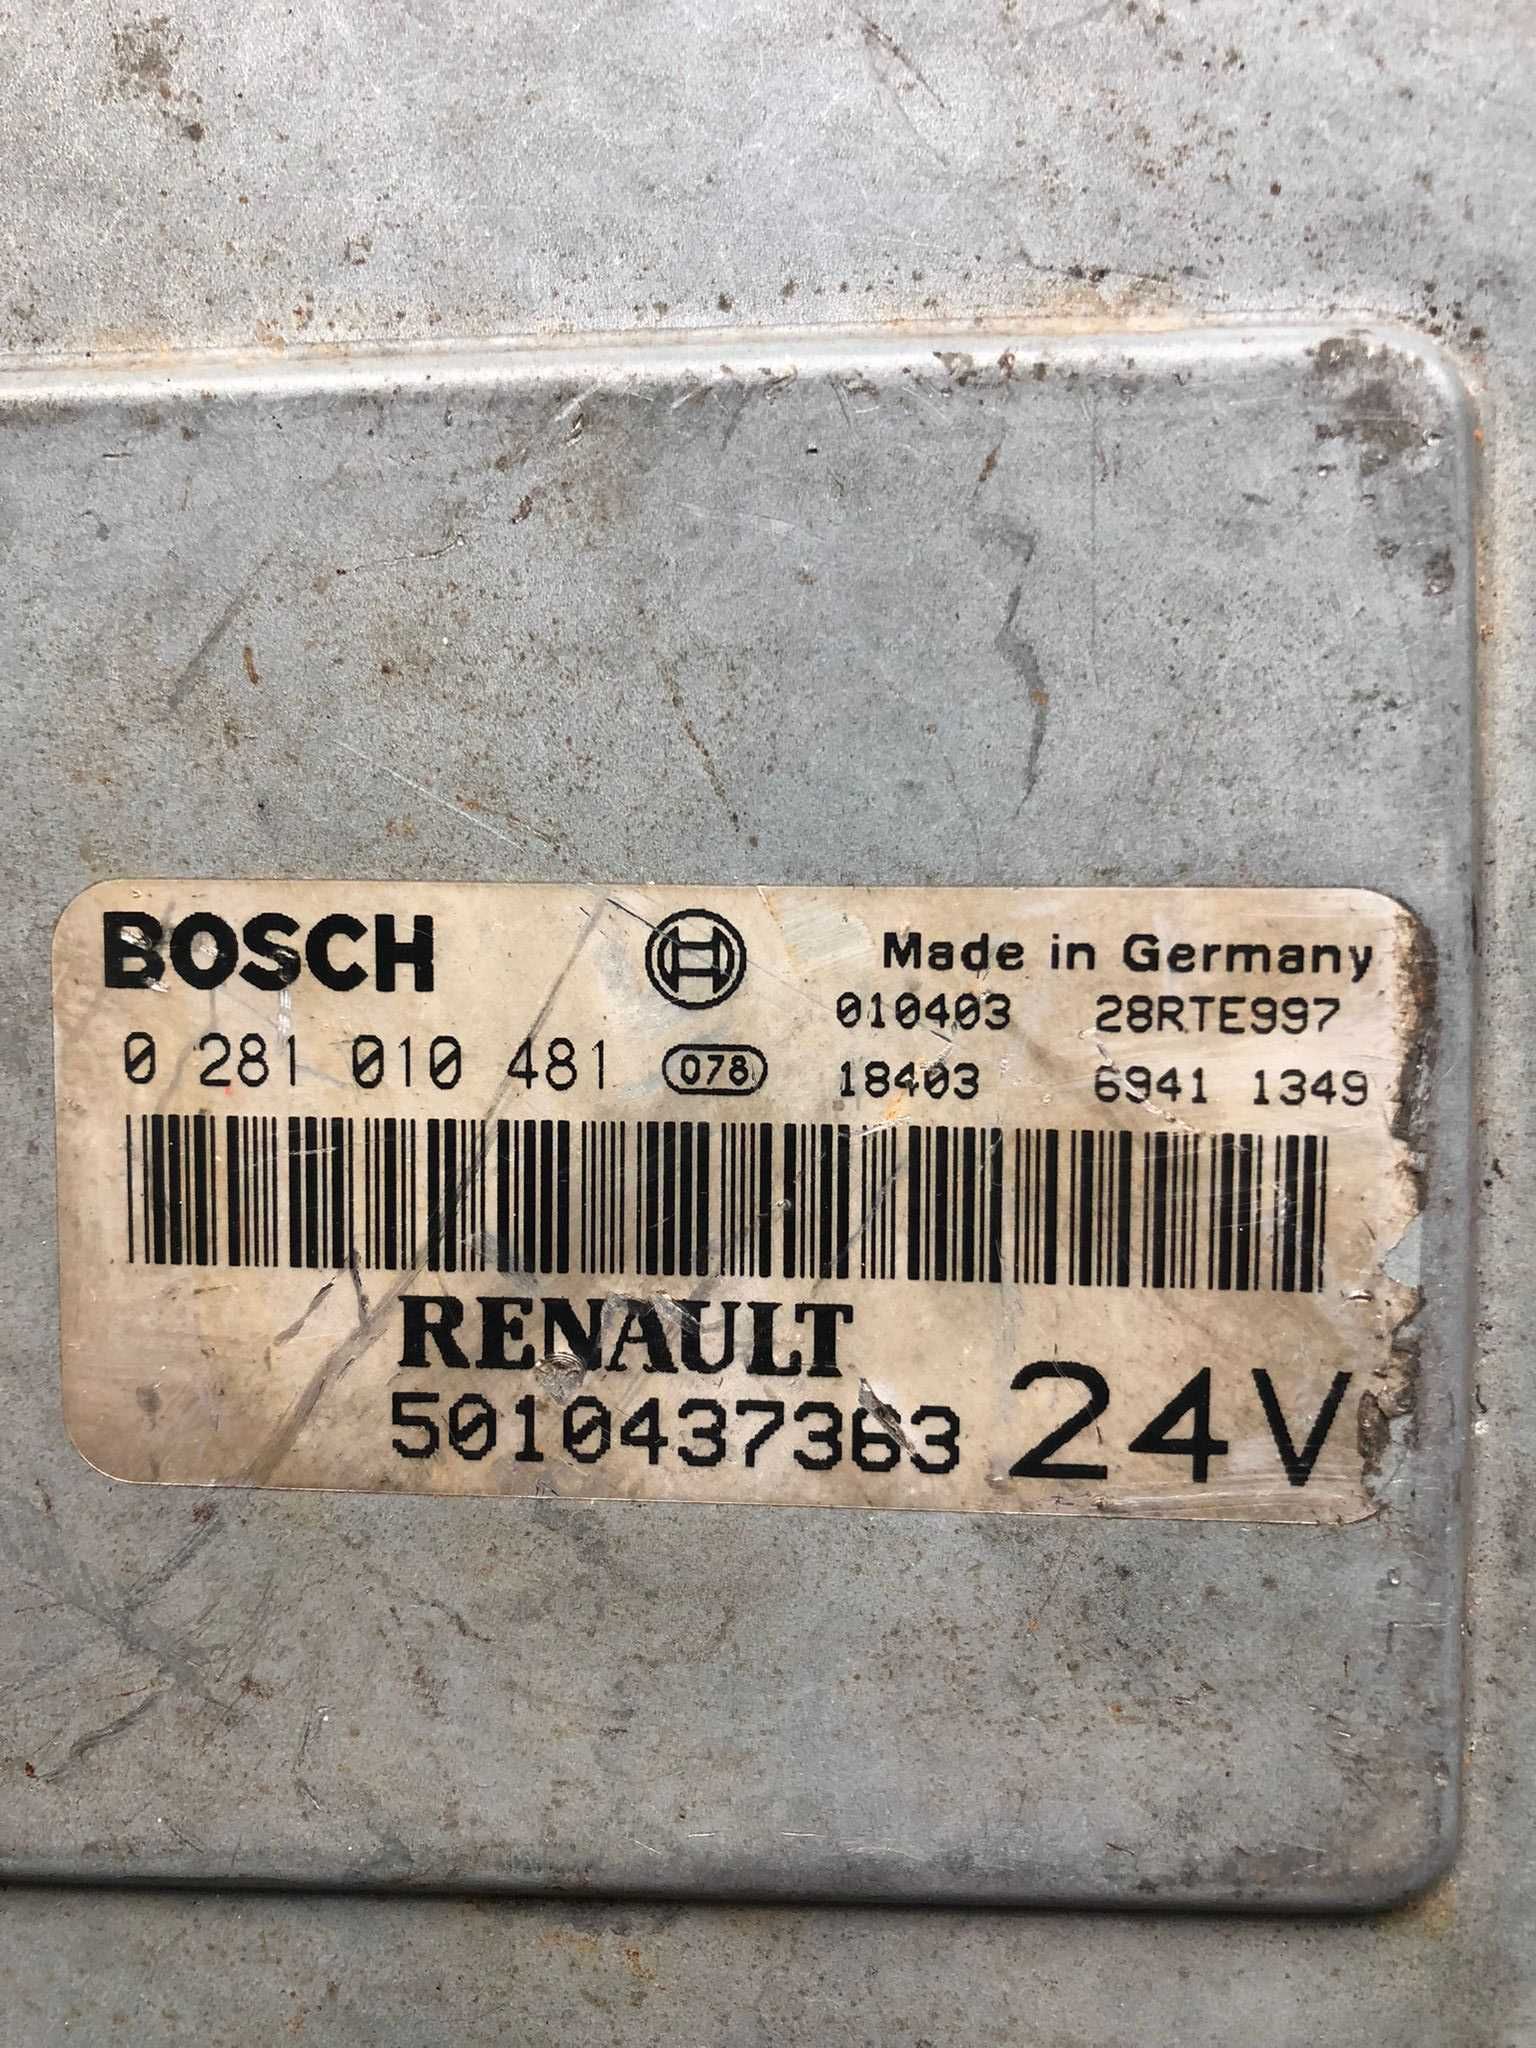 BOSCH
Made in Germany
010403 28RTE997
0 281 010 481 078 18403 6941 1349
RENAULT
5010437363 24V